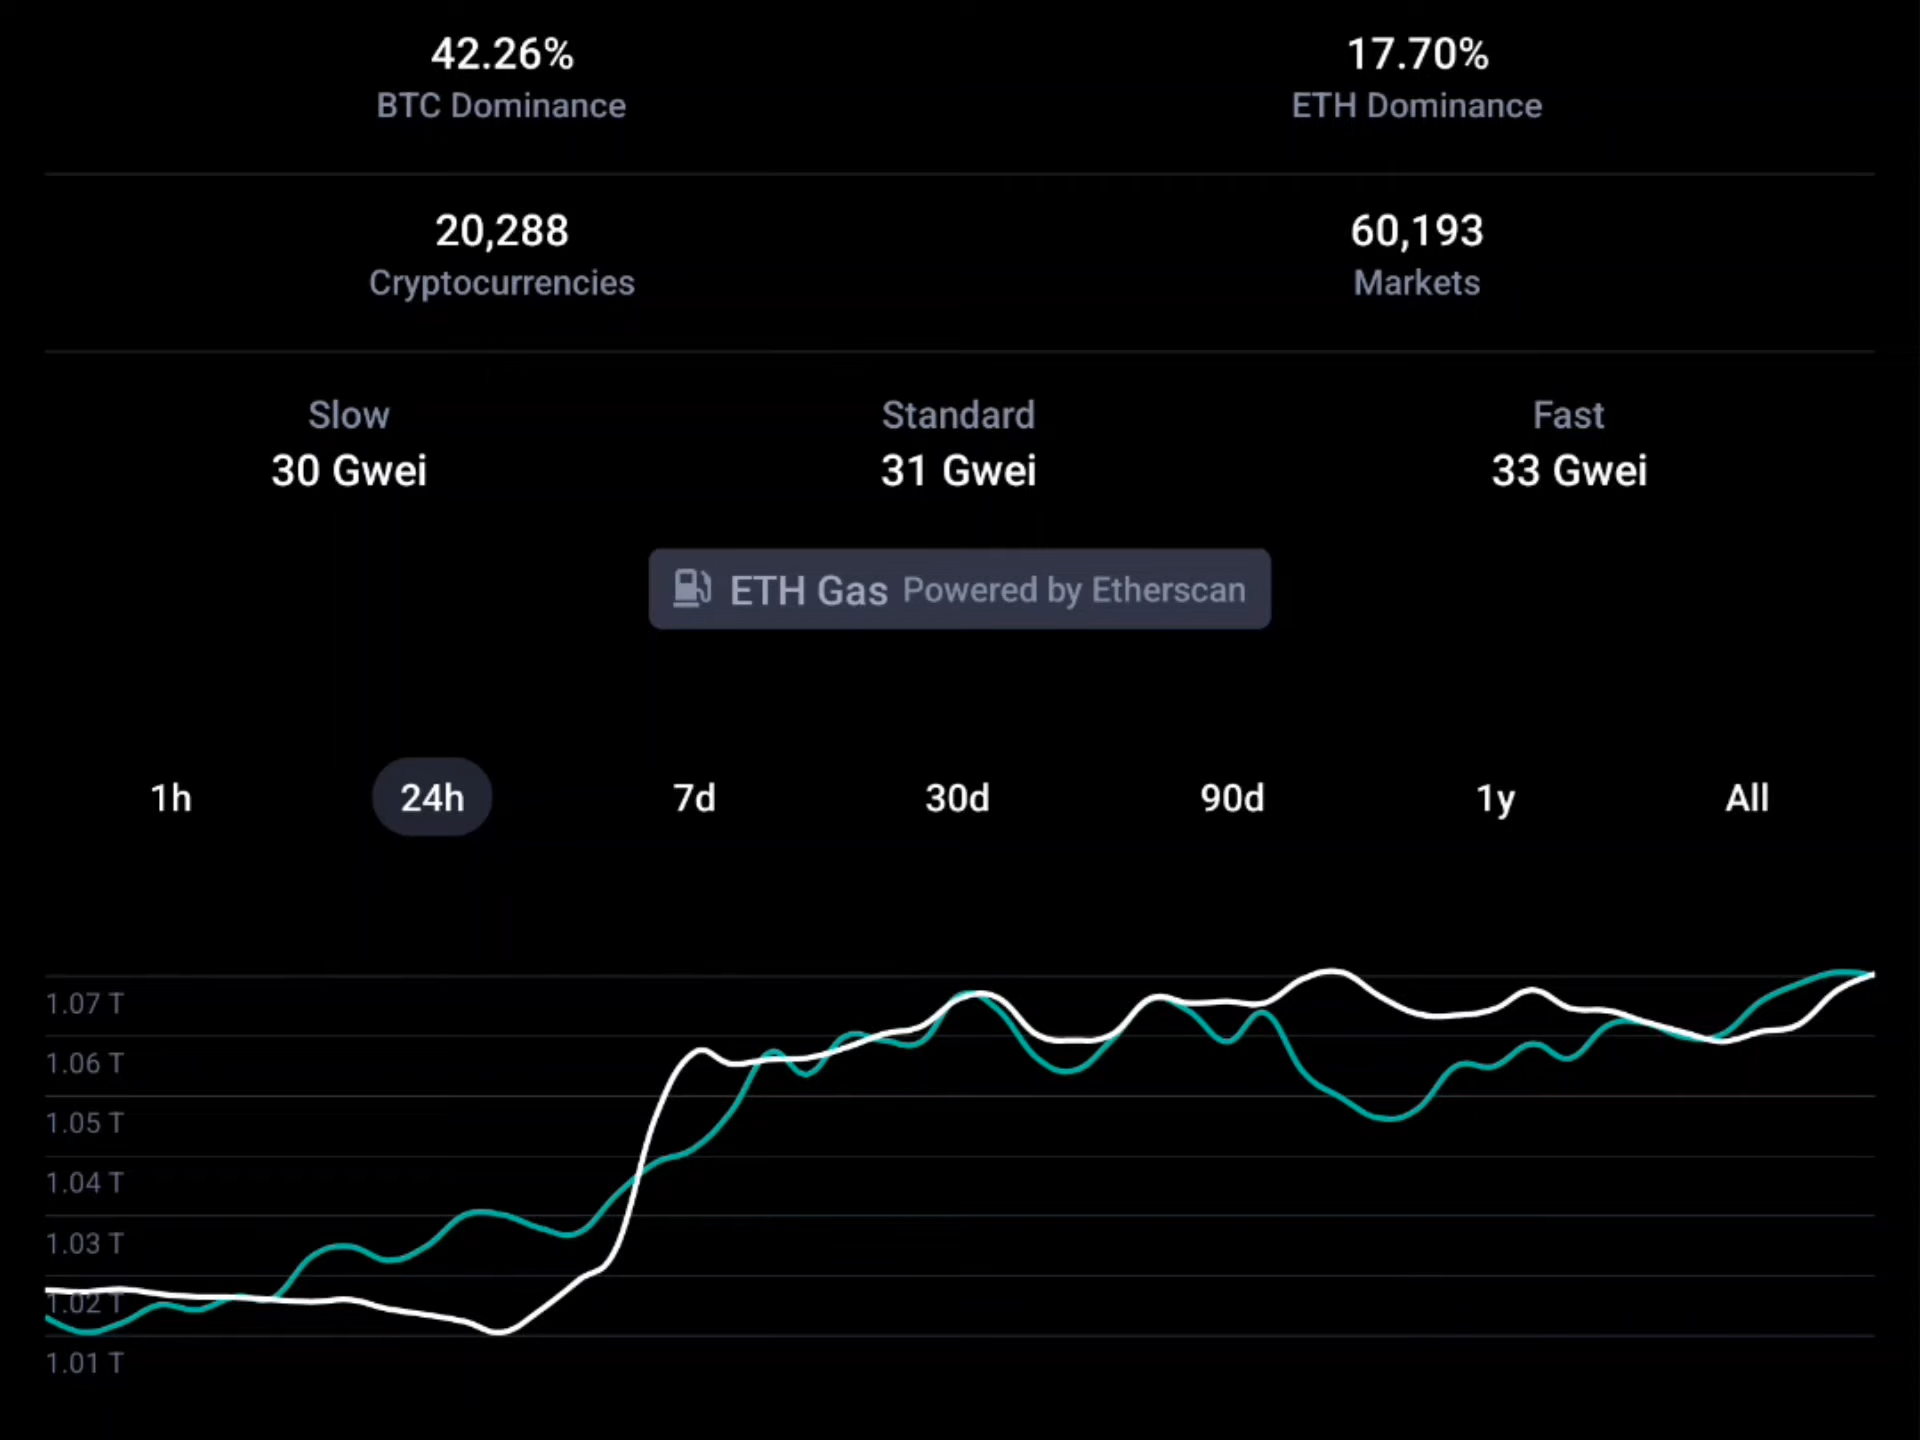 42.26%
17.70%
BTC Dominance
ETH Dominance
20,288
60,193
Cryptocurrencies
Markets
Slow
Standard
Fast
30 Gwei
31 Gwei
33 Gwei
ETH Gas Powered by Etherscan
1h
24h
7d
30d
90d
1y
All
1.07 T
1.06 T
1.05 T
1.04 T
1.03 T
1.02 T
1.01 T